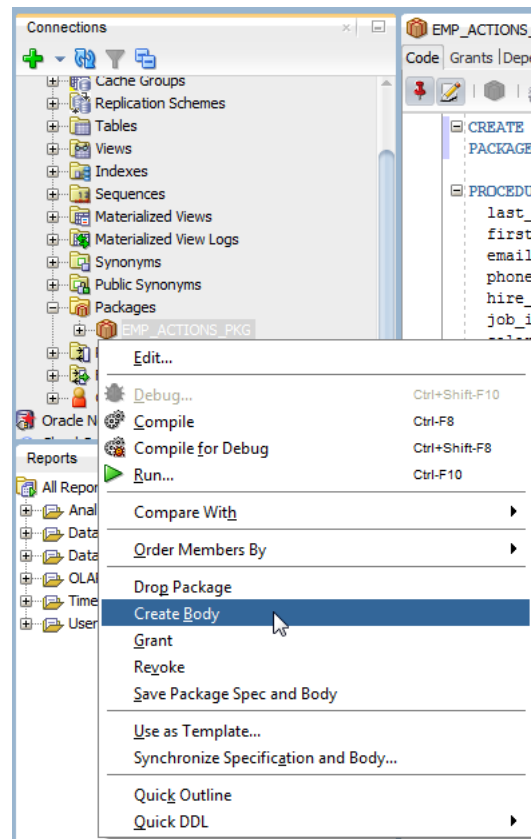 Connections
Cache Groups
Replication Schemes
Tables
Views
Indexes
Sequences
Materialized Views
Materialized View Logs
Synonyms
Public Synonyms
Packages
EMP_ACTIONS_PKG
Oracle N
Edit...
Debug... Ctrl+Shift-F10
Compile Ctrl-F8
Compile for Debug Ctrl+Shift-F8
Run... Ctrl-F10
Compare With
Order Members By
Drop Package
Create Body
Grant
Revoke
Save Package Spec and Body
Use as Template...
Synchronize Specification and Body...
Quick Outline
Quick DDL
Reports
All Repor
Anal
Data
Data
OLA
Time
User
EMP_ACTIONS_
Code Grants Depe
CREATE
PACKAGE
PROCEDU
last_
first
email
phone
hire_
job_i